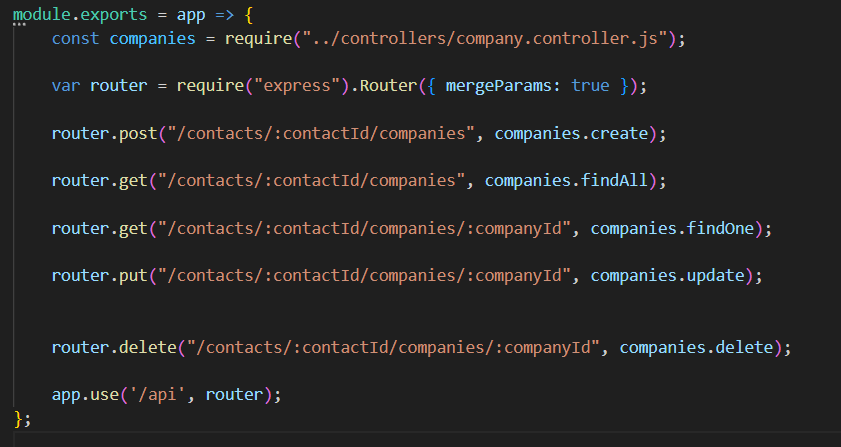 module.exports = app => {
const companies = require("../controllers/company.controller.js");
var router = require("express").Router({ mergeParams: true });
router.post("/contacts/:contactId/companies", companies.create);
router.get("/contacts/:contactId/companies", companies.findAll);
router.get("/contacts/:contactId/companies/:companyId", companies.findOne);
router.put("/contacts/:contactId/companies/:companyId", companies.update);
router.delete("/contacts/:contactId/companies/:companyId", companies.delete);
app.use('/api', router);
};